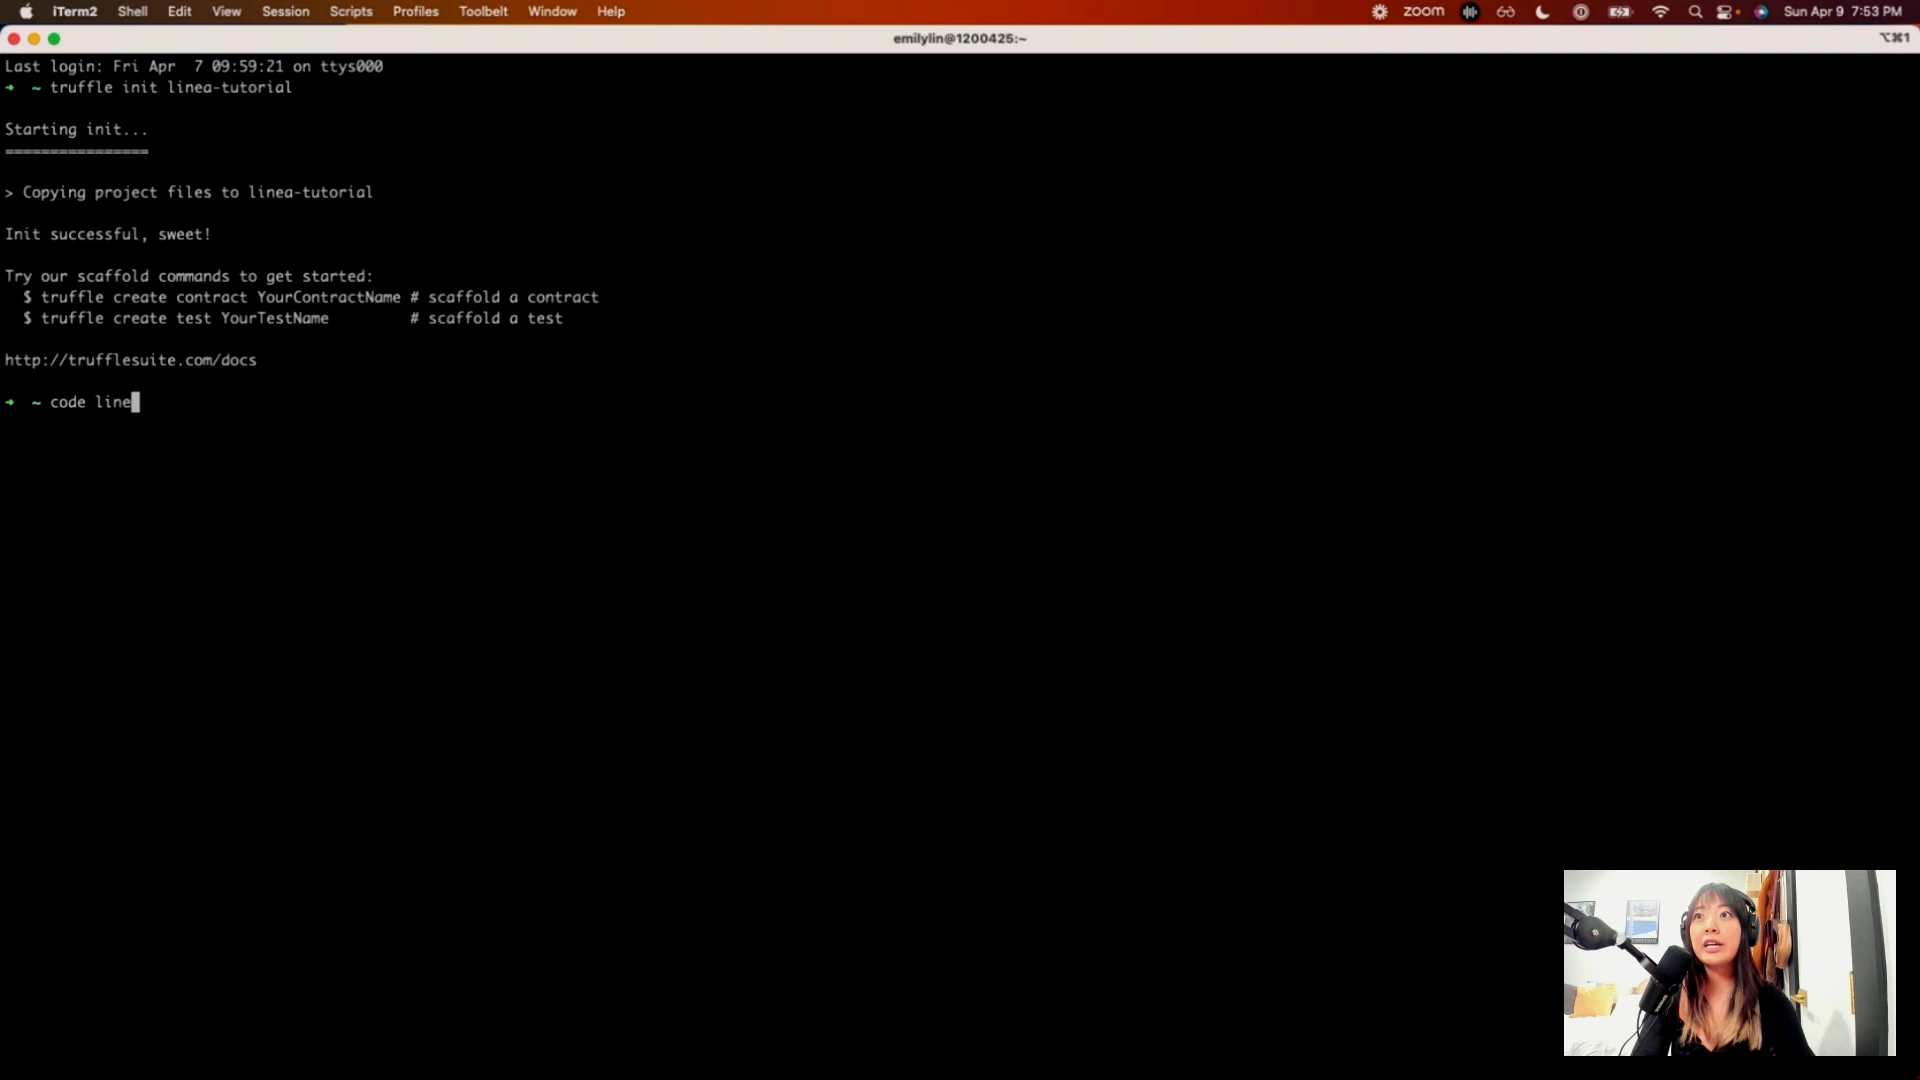 iTerm2 Shell Edit View Session Scripts Profiles Toolbelt Window Help zoom Sun Apr 9 7:53 PM
emilylin@1200425:~ ⌥⌘1
Last login: Fri Apr  7 09:59:21 on ttys000
➜  ~ truffle init linea-tutorial
Starting init...
================
> Copying project files to linea-tutorial
Init successful, sweet!
Try our scaffold commands to get started:
$ truffle create contract YourContractName # scaffold a contract
$ truffle create test YourTestName         # scaffold a test
http://trufflesuite.com/docs
➜  ~ code line